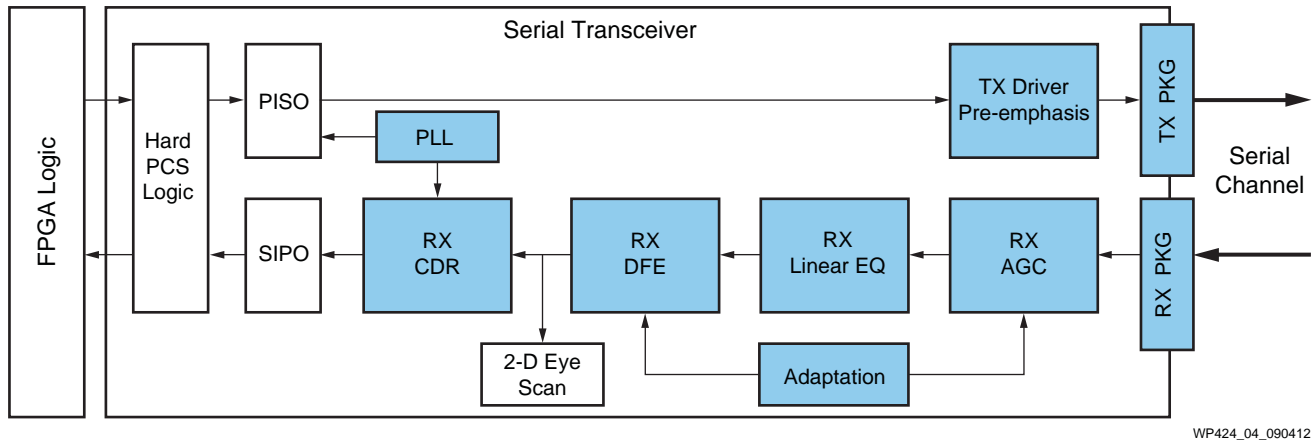 Serial Transceiver
FPGA Logic
Hard
PCS
Logic
PISO
PLL
TX Driver
Pre-emphasis
TX PKG
Serial
Channel
SIPO
RX
CDR
RX
DFE
RX
Linear EQ
RX
AGC
RX PKG
2-D Eye
Scan
Adaptation
WP424_04_090412